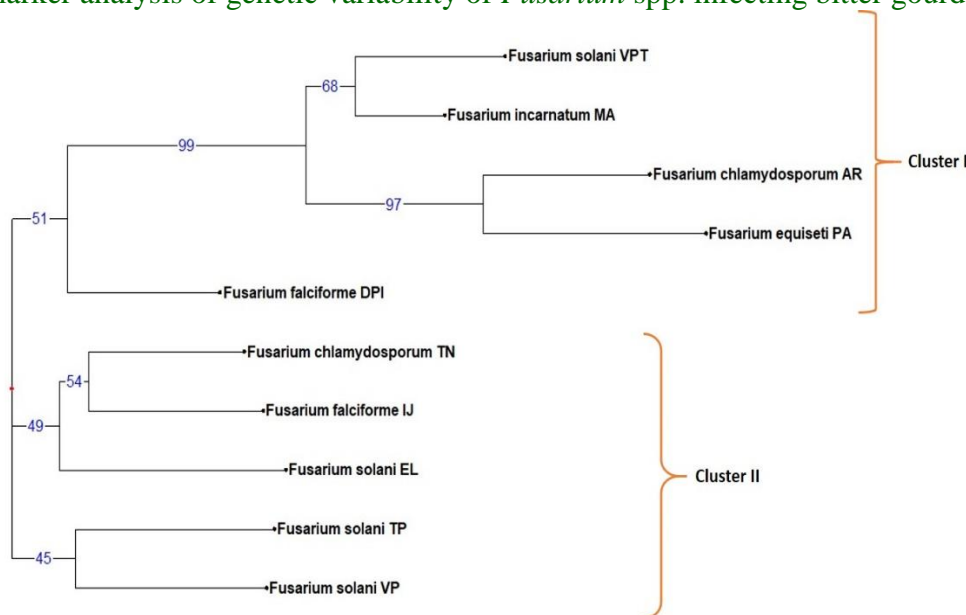 marker analysis of genetic variability of Fusarium spp. infecting bitter gourd
Fusarium solani VPT
68
Fusarium incarnatum MA
99
Fusarium chlamydosporum AR
Cluster I
97
51
Fusarium equiseti PA
Fusarium falciforme DPI
Fusarium chlamydosporum TN
54
Fusarium falciforme IJ
49
Fusarium solani EL
Cluster II
Fusarium solani TP
45
Fusarium solani VP